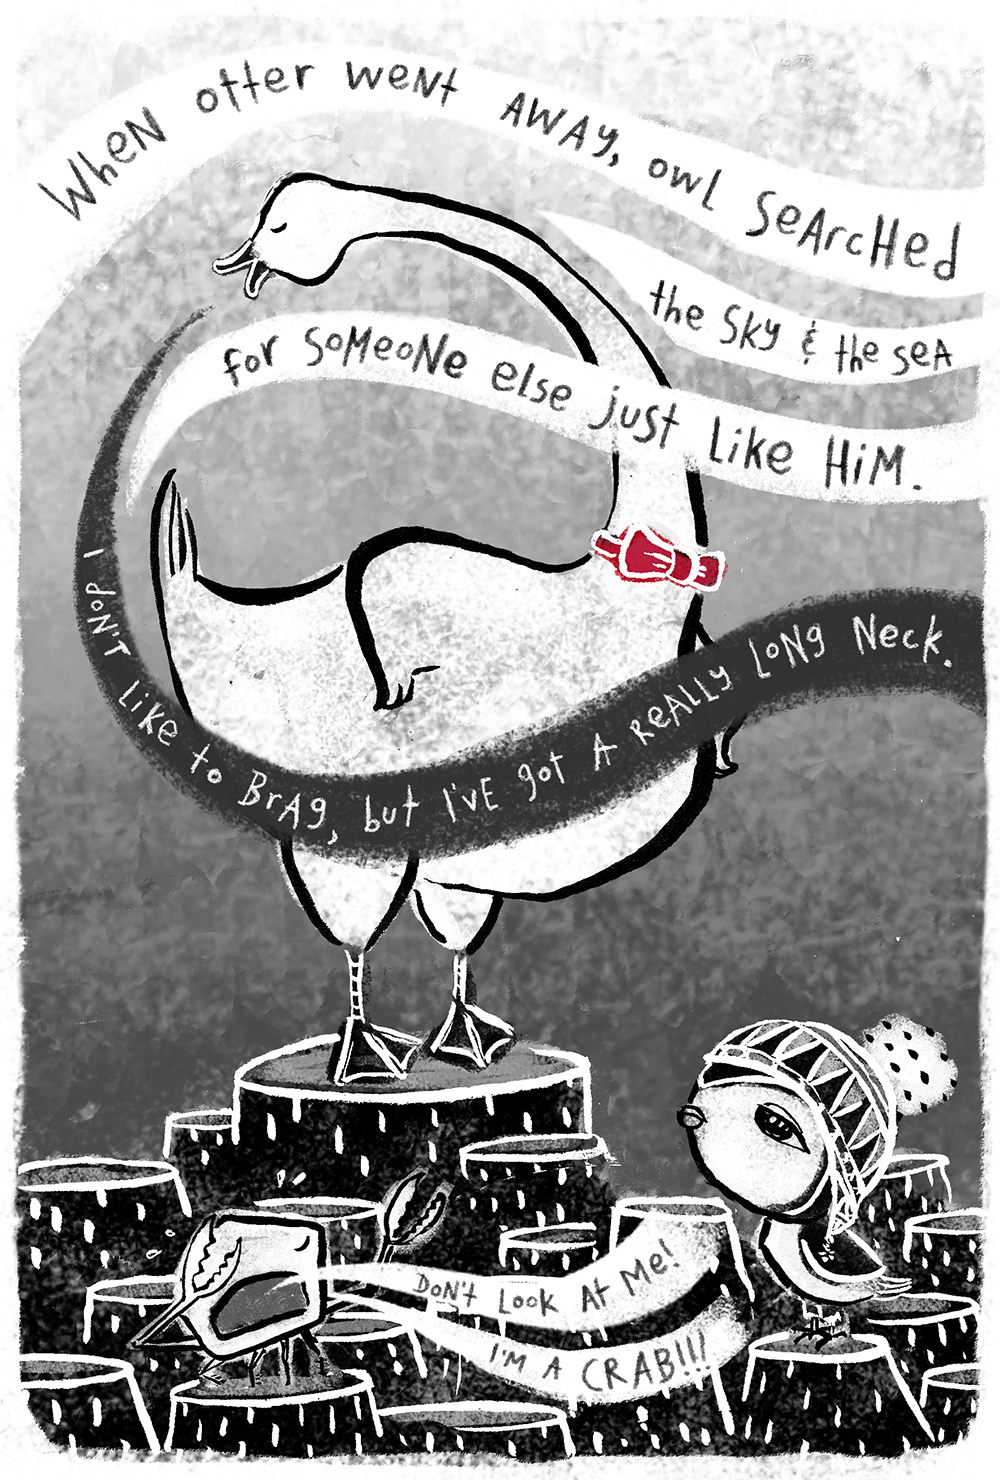 WHeN otter weNt AWAY, owl SeArcHed
the SKy & the seA
for SoMeoNe else just like HiM.
I doN'T like to BrAg, but I'vE got A reALLY LoNg Neck.
DoN't Look At Me!
I'M A CRAB!!!